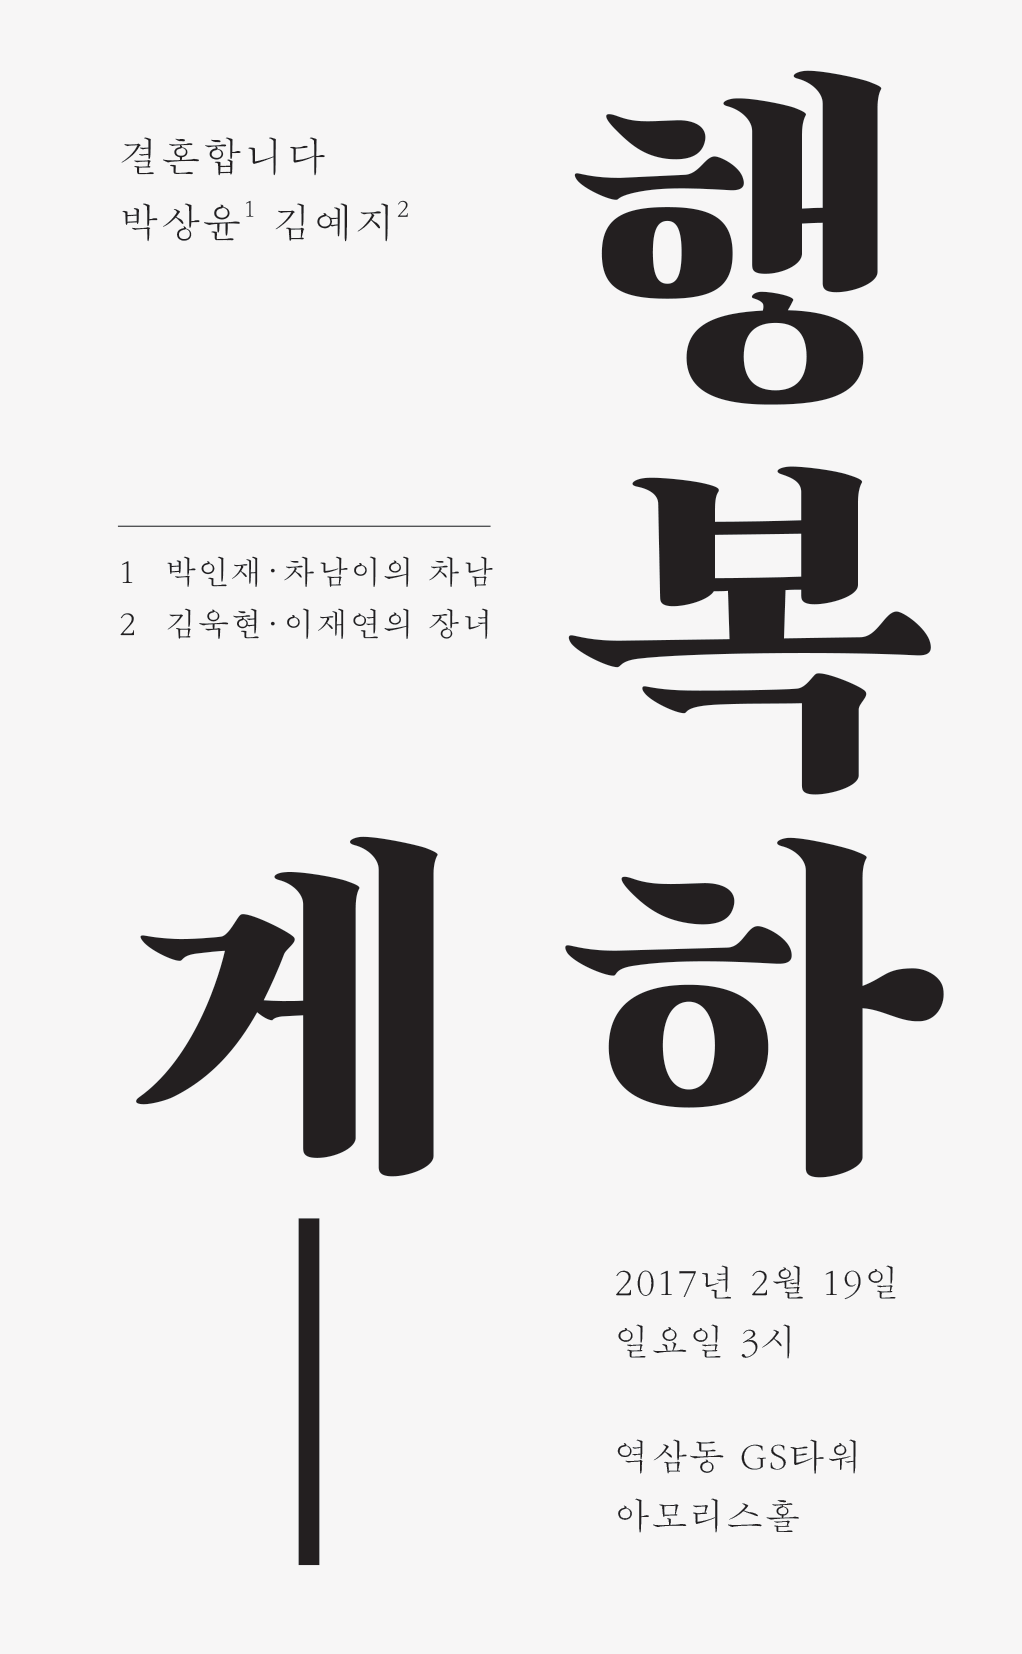 결혼합니다
박상윤¹ 김예지²
1 박인재·차남이의 차남
2 김욱현·이재연의 장녀
행
복
하
게
2017년 2월 19일
일요일 3시
역삼동 GS타워
아모리스홀